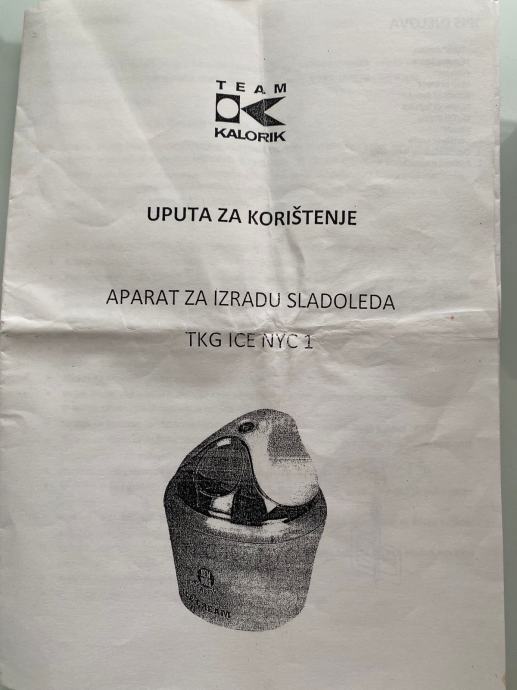 TEAM
KALORIK
UPUTA ZA KORIŠTENJE
APARAT ZA IZRADU SLADOLEDA
TKG ICE NYC 1